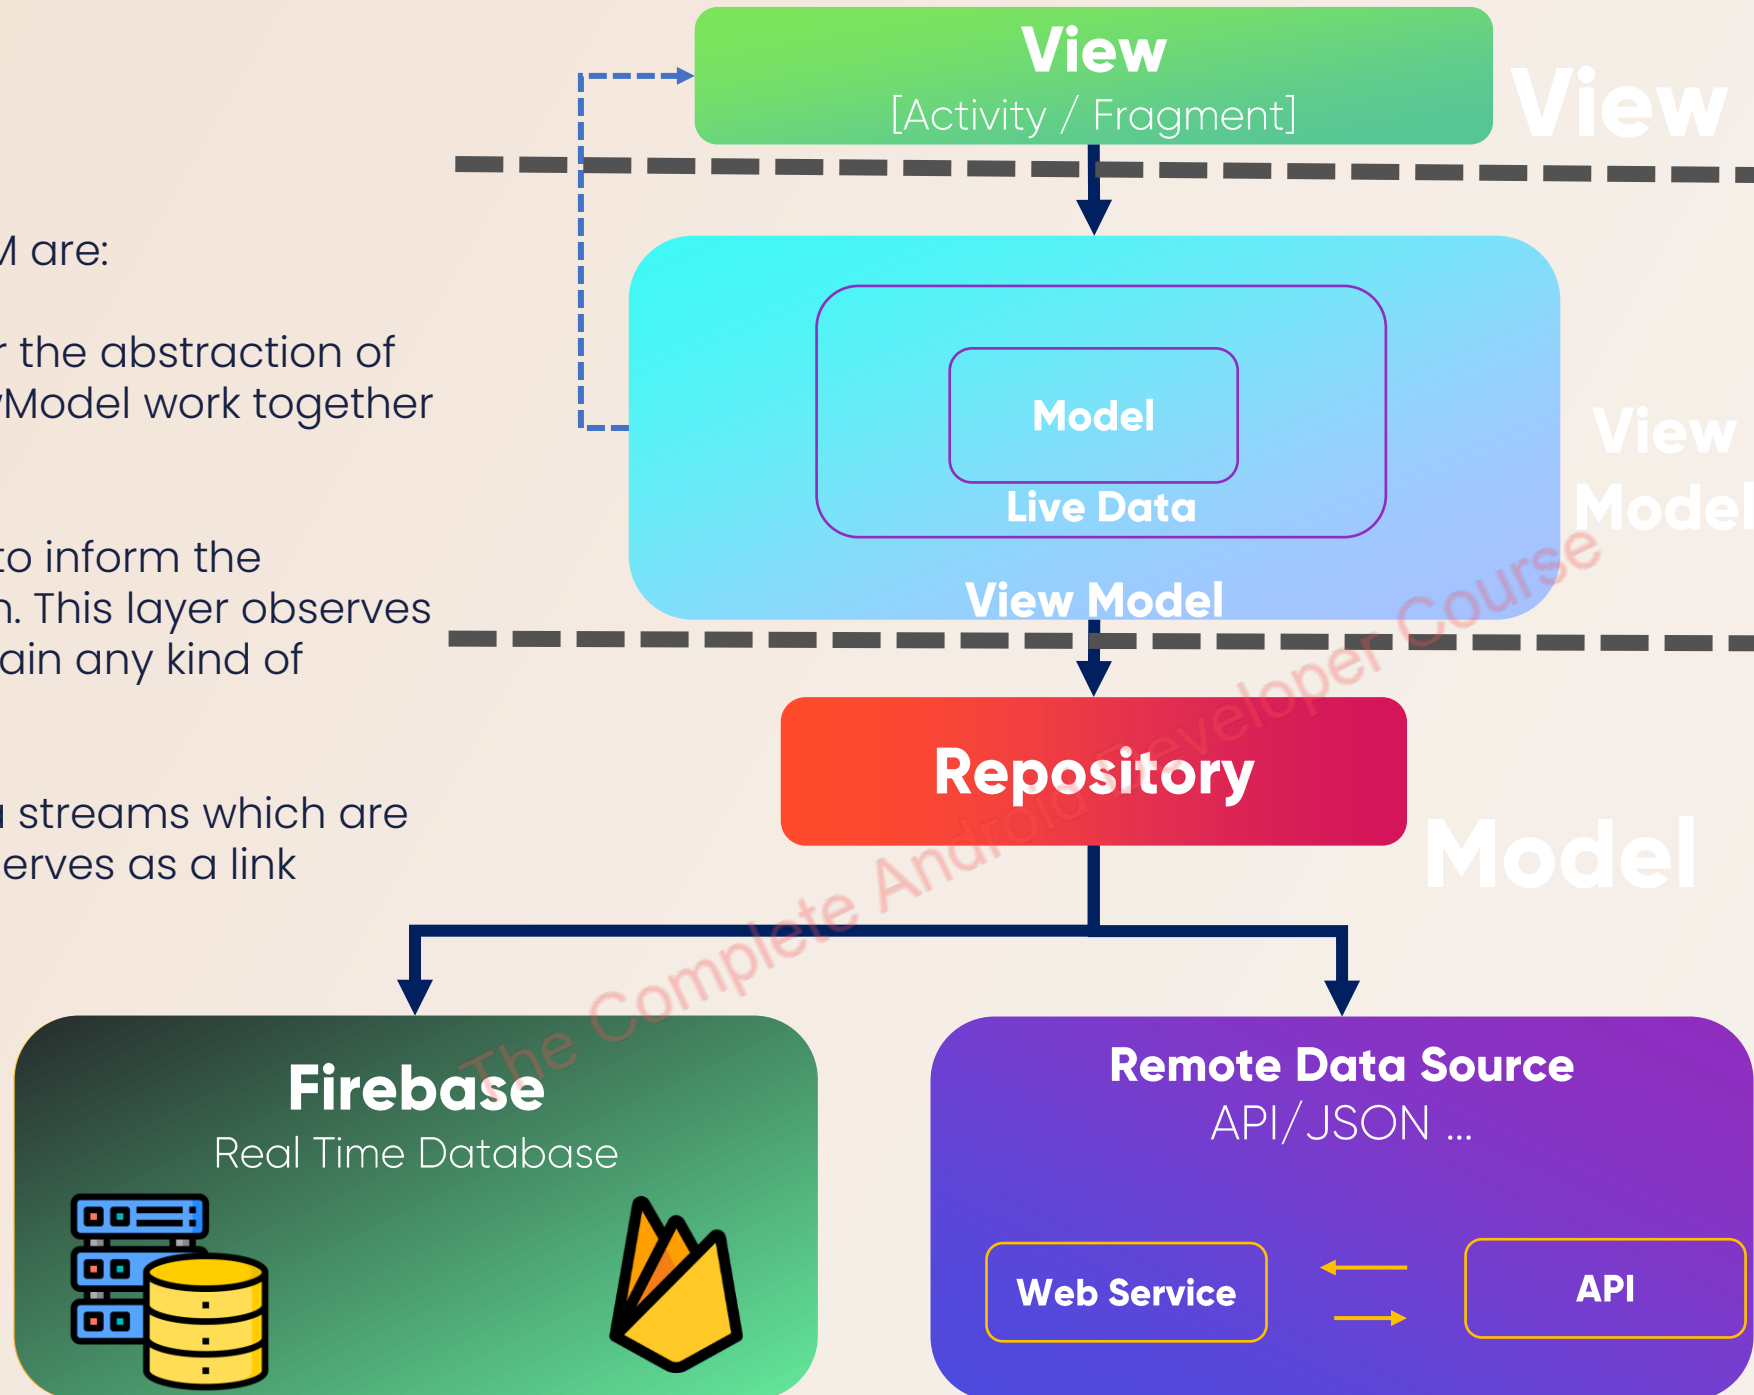 M are:
r the abstraction of
wModel work together
to inform the
n. This layer observes
ain any kind of
a streams which are
serves as a link
View
[Activity / Fragment]
View
Model
Live Data
View Model
View
Model
Repository
Model
Firebase
Real Time Database
Remote Data Source
API/JSON ...
Web Service
API
The Complete Android Developer Course